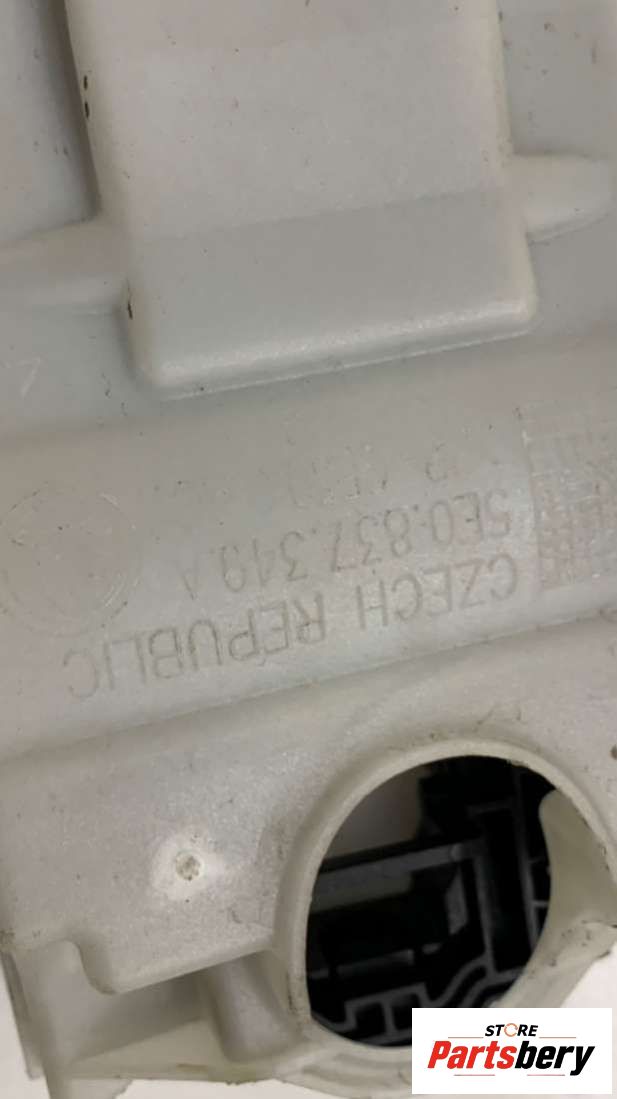 CZECH REPUBLIC
5E0.837.349.A
STORE
Partsbery